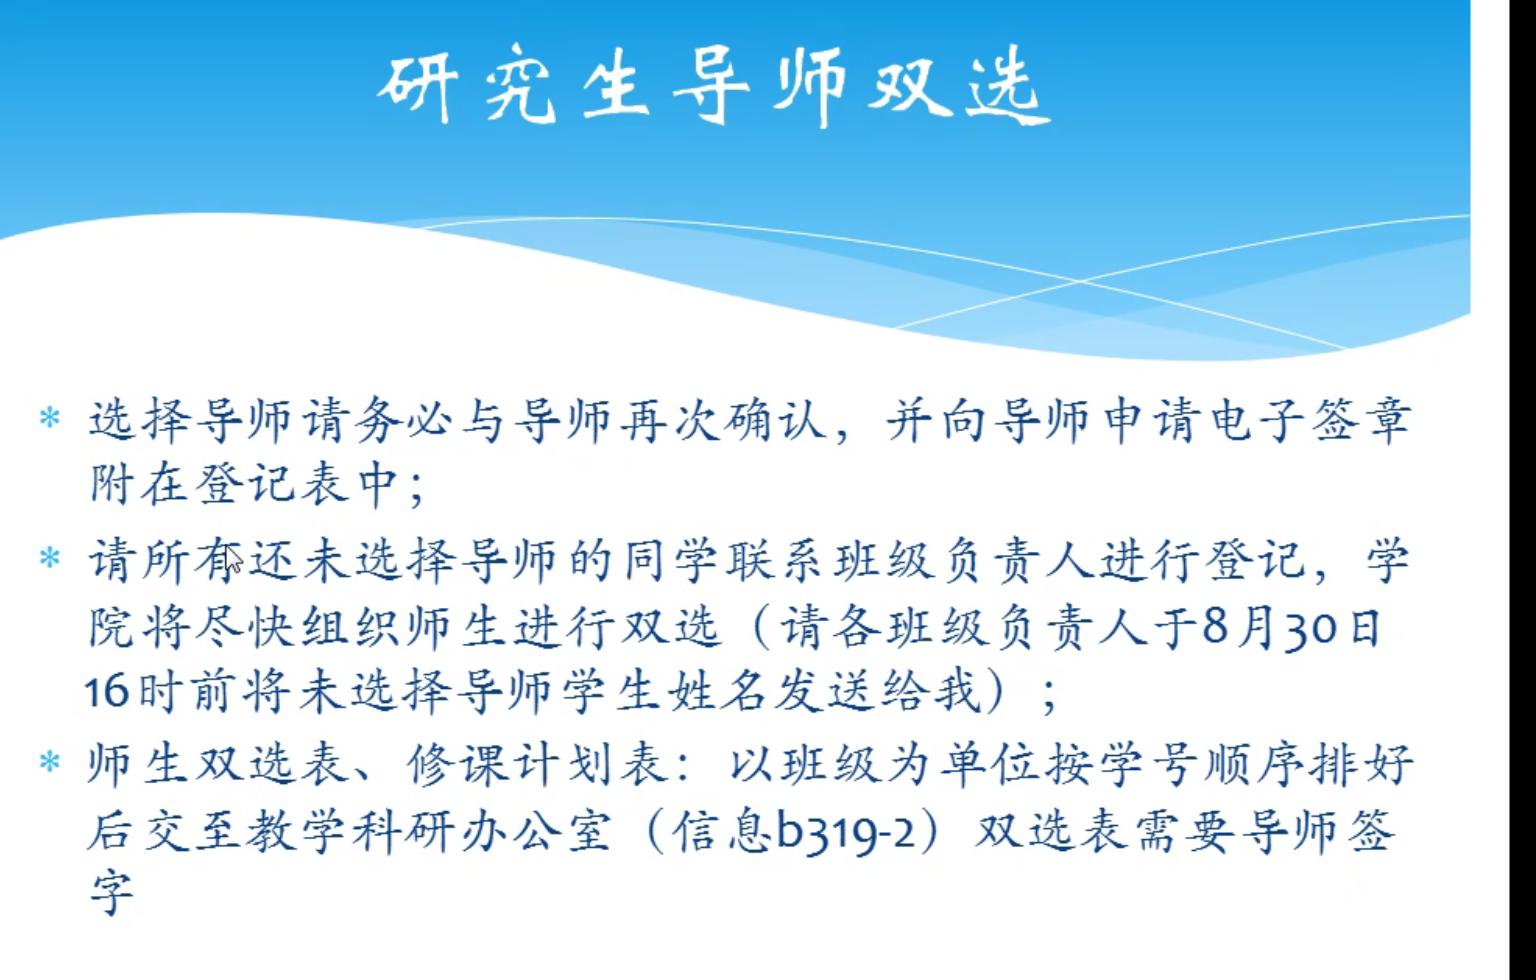 研究生导师双选
* 选择导师请务必与导师再次确认，并向导师申请电子签章
附在登记表中；
* 请所有还未选择导师的同学联系班级负责人进行登记，学
院将尽快组织师生进行双选（请各班级负责人于8月30日
16时前将未选择导师学生姓名发送给我）；
* 师生双选表、修课计划表：以班级为单位按学号顺序排好
后交至教学科研办公室（信息b319-2）双选表需要导师签
字